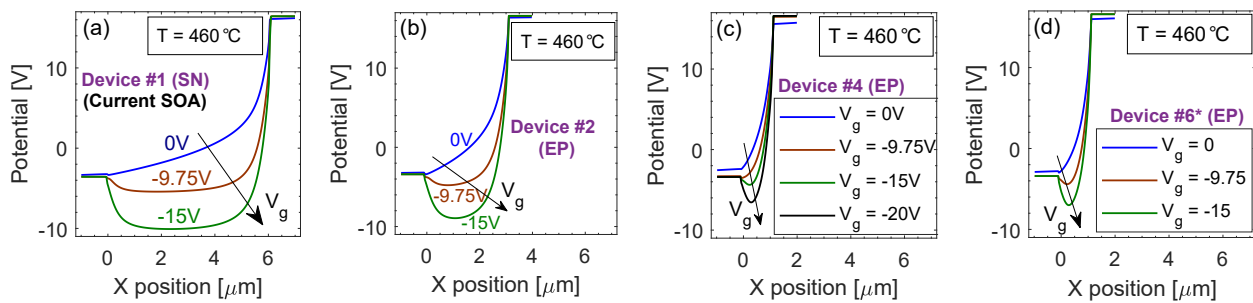 (a)
T = 460 °C
Device #1 (SN)
(Current SOA)
0V
-9.75V
-15V
V_g
Potential [V]
10
0
-10
0 2 4 6
X position [μm]
(b)
T = 460 °C
Device #2
(EP)
0V
-9.75V
-15V
V_g
Potential [V]
10
0
-10
0 2 4 6
X position [μm]
(c)
T = 460 °C
Device #4 (EP)
V_g = 0V
V_g = -9.75V
V_g = -15V
V_g = -20V
V_g
Potential [V]
10
0
-10
0 2 4 6
X position [μm]
(d)
T = 460 °C
Device #6* (EP)
V_g = 0
V_g = -9.75
V_g = -15
V_g
Potential [V]
10
0
-10
0 2 4 6
X position [μm]